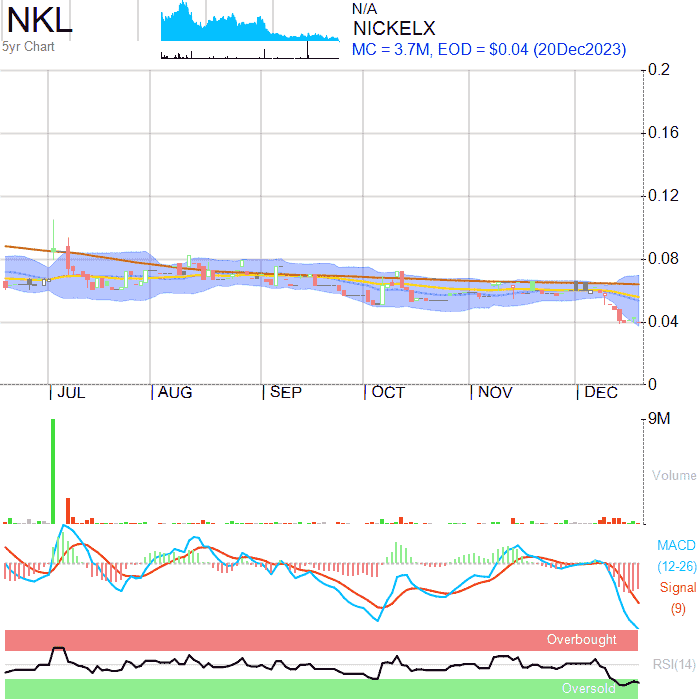 NKL
5yr Chart
N/A
NICKELX
MC = 3.7M, EOD = $0.04 (20Dec2023)
0.2
0.16
0.12
0.08
0.04
0
JUL AUG SEP OCT NOV DEC
9M
Volume
MACD
(12-26)
Signal
(9)
Overbought
RSI(14)
Oversold